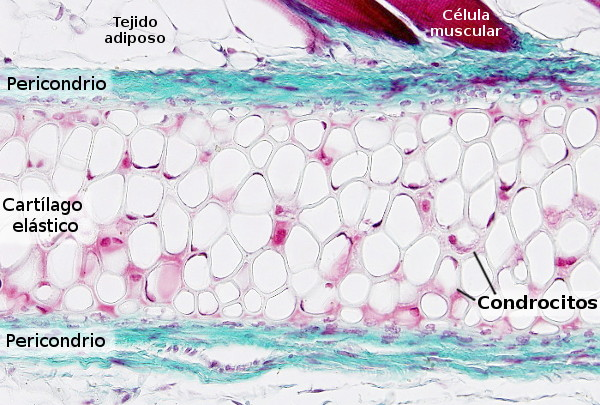 Tejido
adiposo
Célula
muscular
Pericondrio
Cartílago
elástico
Condrocitos
Pericondrio